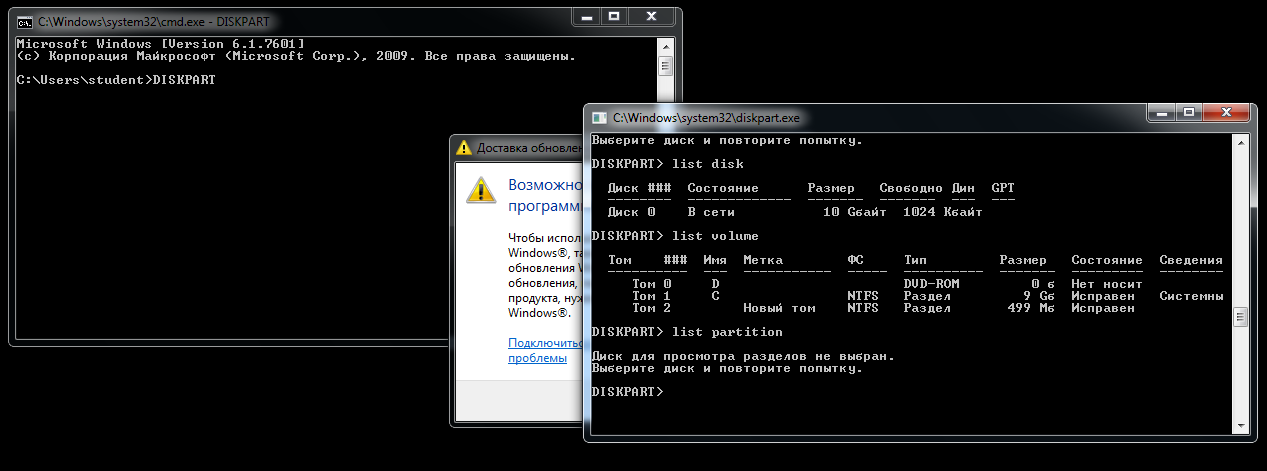 C:\Windows\system32\cmd.exe - DISKPART
Microsoft Windows [Version 6.1.7601]
(c) Корпорация Майкрософт (Microsoft Corp.), 2009. Все права защищены.
C:\Users\student>DISKPART
Доставка обновлен
Возможно
программ
Чтобы испол
Windows®, та
обновления W
обновления,
продукта, нуж
Windows®.
Подключитьс
проблемы
C:\Windows\system32\diskpart.exe
Выберите диск и повторите попытку.
DISKPART> list disk
Диск ### Состояние Размер Свободно Дин GPT
-------- ------------- ------- ------- --- ---
Диск 0 В сети 10 Gбайт 1024 Kбайт
DISKPART> list volume
Том ### Имя Метка ФС Тип Размер Состояние Сведения
---------- --- ----------- ----- ---------- ------- --------- --------
Том 0 D DVD-ROM 0 б Нет носит
Том 1 C NTFS Раздел 9 Gб Исправен Системны
Том 2 Новый том NTFS Раздел 499 Mб Исправен
DISKPART> list partition
Диск для просмотра разделов не выбран.
Выберите диск и повторите попытку.
DISKPART>